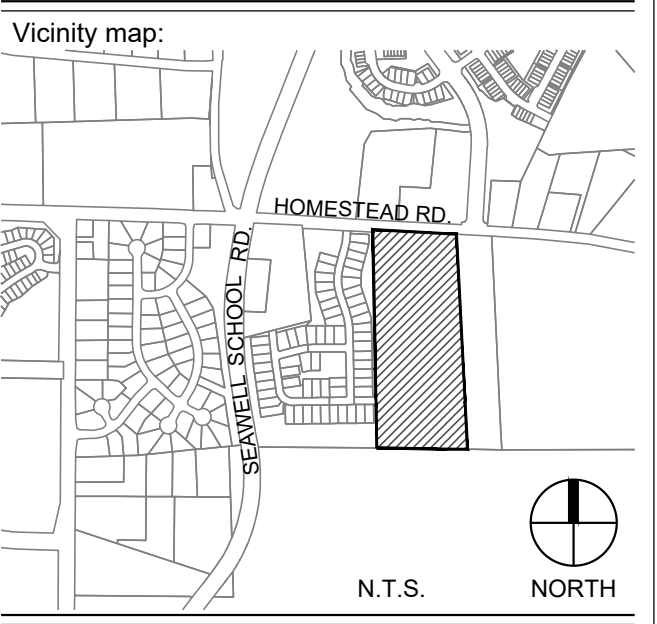 Vicinity map:
HOMESTEAD RD.
SEAWELL SCHOOL RD.
N.T.S.
NORTH